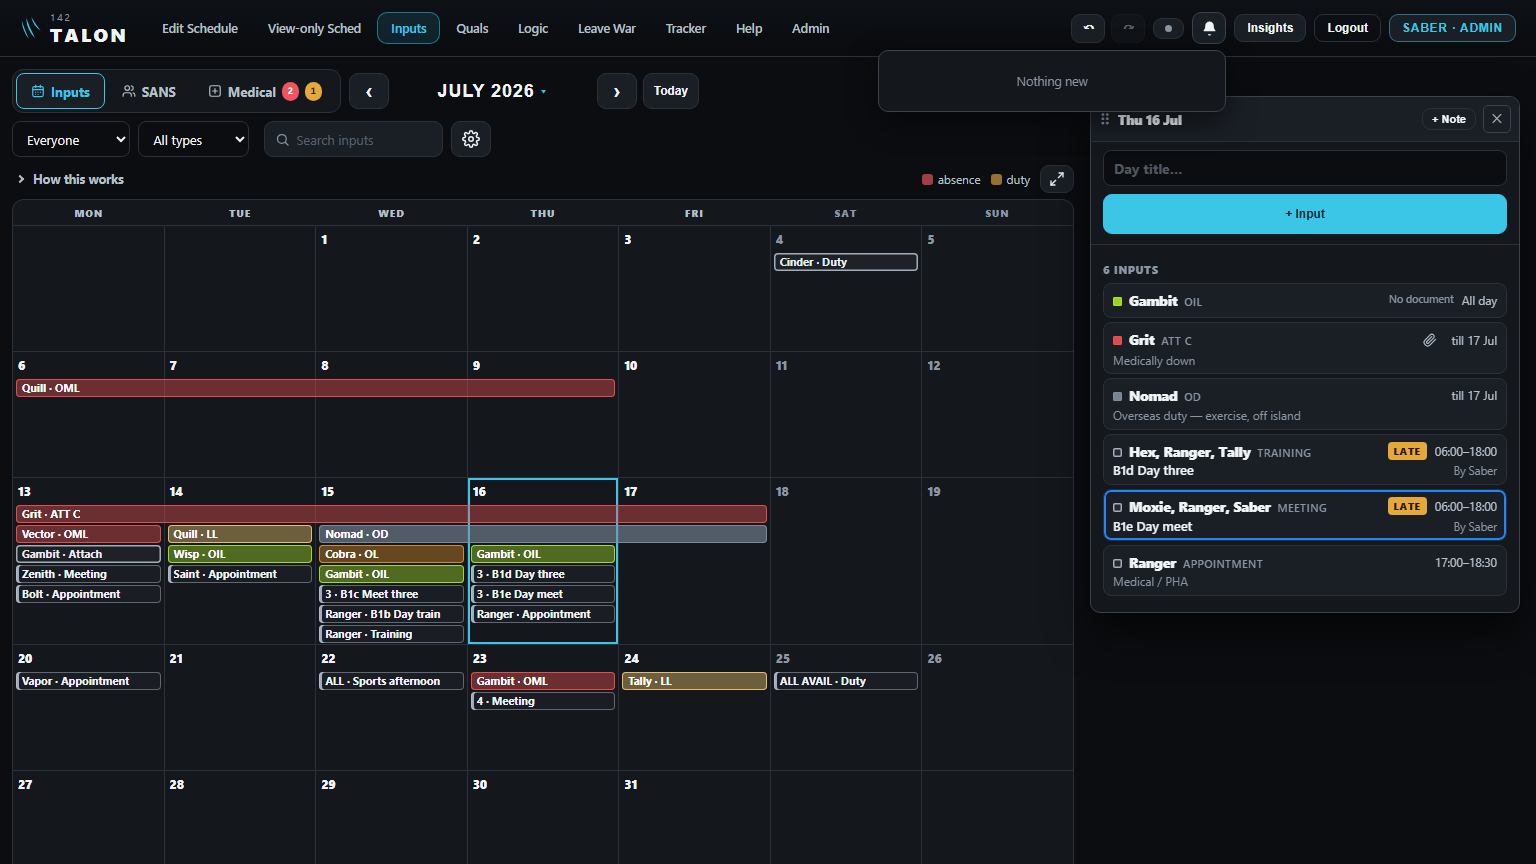 142
TALON
Edit Schedule
View-only Sched
Inputs
Quals
Logic
Leave War
Tracker
Help
Admin
Insights
Logout
SABER · ADMIN
Nothing new
Inputs
SANS
Medical 2 1
‹
JULY 2026
›
Today
Everyone
All types
Search inputs
How this works
absence
duty
MON TUE WED THU FRI SAT SUN
1 2 3 4 5
Cinder · Duty
6 7 8 9 10 11 12
Quill · OML
13 14 15 16 17 18 19
Grit · ATT C
Vector · OML
Quill · LL
Nomad · OD
Gambit · Attach
Wisp · OIL
Cobra · OL
Gambit · OIL
Zenith · Meeting
Saint · Appointment
Gambit · OIL
3 · B1d Day three
Bolt · Appointment
3 · B1c Meet three
3 · B1e Day meet
Ranger · B1b Day train
Ranger · Appointment
Ranger · Training
20 21 22 23 24 25 26
Vapor · Appointment
ALL · Sports afternoon
Gambit · OML
Tally · LL
ALL AVAIL · Duty
4 · Meeting
27 28 29 30 31
Thu 16 Jul
+ Note
Day title...
+ Input
6 INPUTS
Gambit OIL No document All day
Grit ATT C till 17 Jul
Medically down
Nomad OD till 17 Jul
Overseas duty — exercise, off island
Hex, Ranger, Tally TRAINING LATE 06:00–18:00
B1d Day three By Saber
Moxie, Ranger, Saber MEETING LATE 06:00–18:00
B1e Day meet By Saber
Ranger APPOINTMENT 17:00–18:30
Medical / PHA